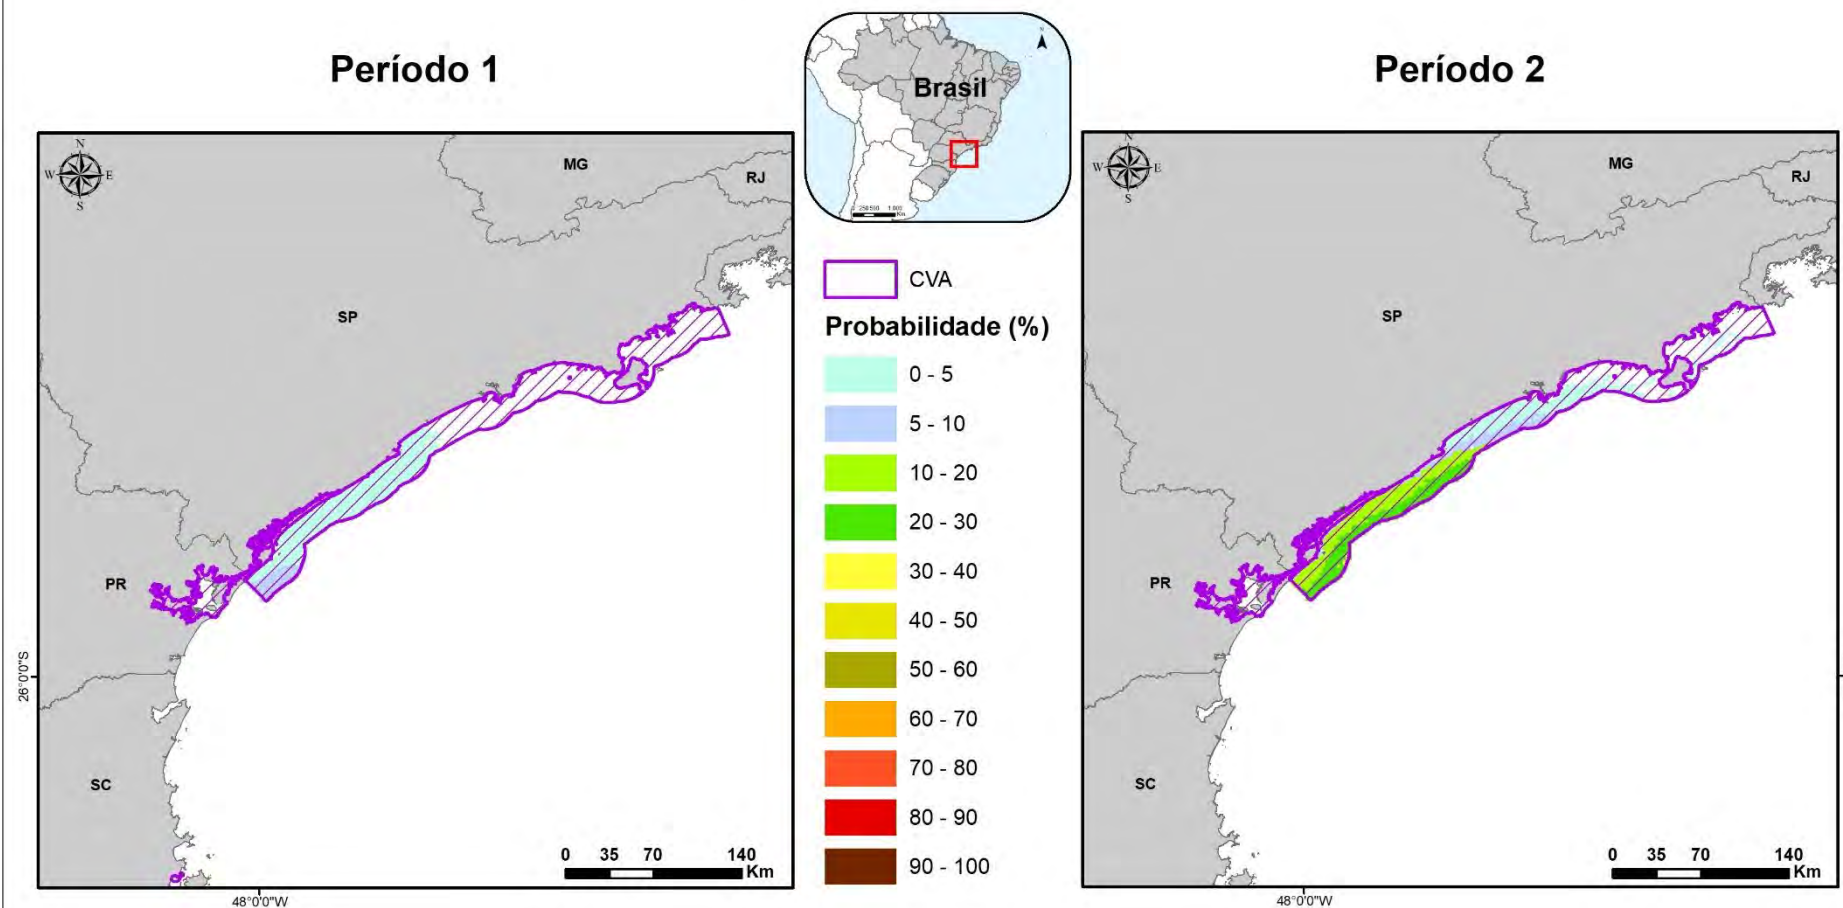 Período 1
N
W
E
S
MG
RJ
SP
PR
SC
26°0'0"S
0 35 70 140
Km
48°0'0"W
Brasil
CVA
Probabilidade (%)
0 - 5
5 - 10
10 - 20
20 - 30
30 - 40
40 - 50
50 - 60
60 - 70
70 - 80
80 - 90
90 - 100
Período 2
N
W
E
S
MG
RJ
SP
PR
SC
0 35 70 140
Km
48°0'0"W